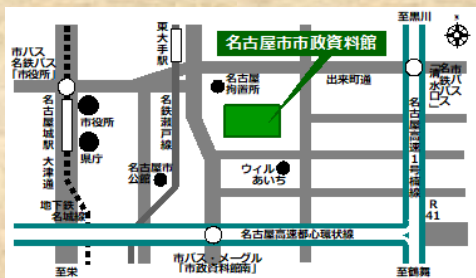 至黒川
市バス
名鉄バス
「市役所」
東大手駅
名古屋市市政資料館
名古屋
拘置所
出来町通
市バス
名鉄バス
「清水口」
名古屋城駅
市役所
県庁
大津通
名鉄瀬戸線
名古屋市
公館
ウィル
あいち
名古屋高速1号楠線
地下鉄
名城線
R
41
名古屋高速都心環状線
市バス・メーグル
「市政資料館南」
至栄
至鶴舞